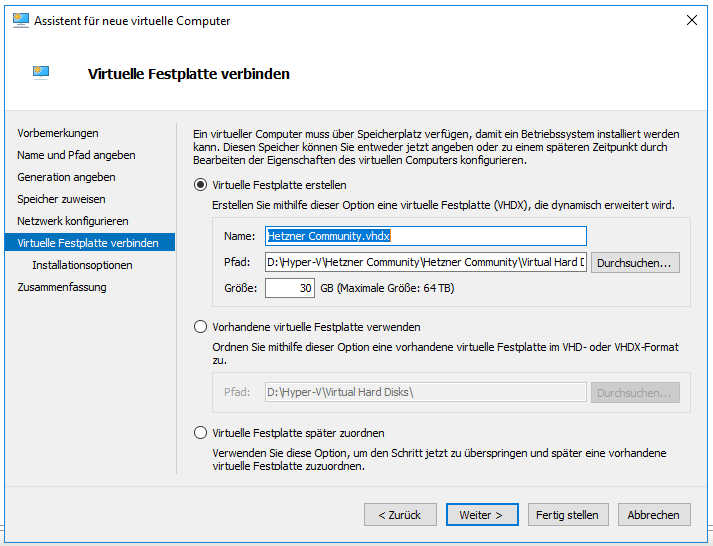 Assistent für neue virtuelle Computer
Virtuelle Festplatte verbinden
Vorbemerkungen
Name und Pfad angeben
Generation angeben
Speicher zuweisen
Netzwerk konfigurieren
Virtuelle Festplatte verbinden
Installationsoptionen
Zusammenfassung
Ein virtueller Computer muss über Speicherplatz verfügen, damit ein Betriebssystem installiert werden
kann. Diesen Speicher können Sie entweder jetzt angeben oder zu einem späteren Zeitpunkt durch
Bearbeiten der Eigenschaften des virtuellen Computers konfigurieren.
Virtuelle Festplatte erstellen
Erstellen Sie mithilfe dieser Option eine virtuelle Festplatte (VHDX), die dynamisch erweitert wird.
Name: Hetzner Community.vhdx
Pfad: D:\Hyper-V\Hetzner Community\Hetzner Community\Virtual Hard D Durchsuchen...
Größe: 30 GB (Maximale Größe: 64 TB)
Vorhandene virtuelle Festplatte verwenden
Ordnen Sie mithilfe dieser Option eine vorhandene virtuelle Festplatte im VHD- oder VHDX-Format
zu.
Pfad: D:\Hyper-V\Virtual Hard Disks\ Durchsuchen...
Virtuelle Festplatte später zuordnen
Verwenden Sie diese Option, um den Schritt jetzt zu überspringen und später eine vorhandene
virtuelle Festplatte zuzuordnen.
< Zurück Weiter > Fertig stellen Abbrechen